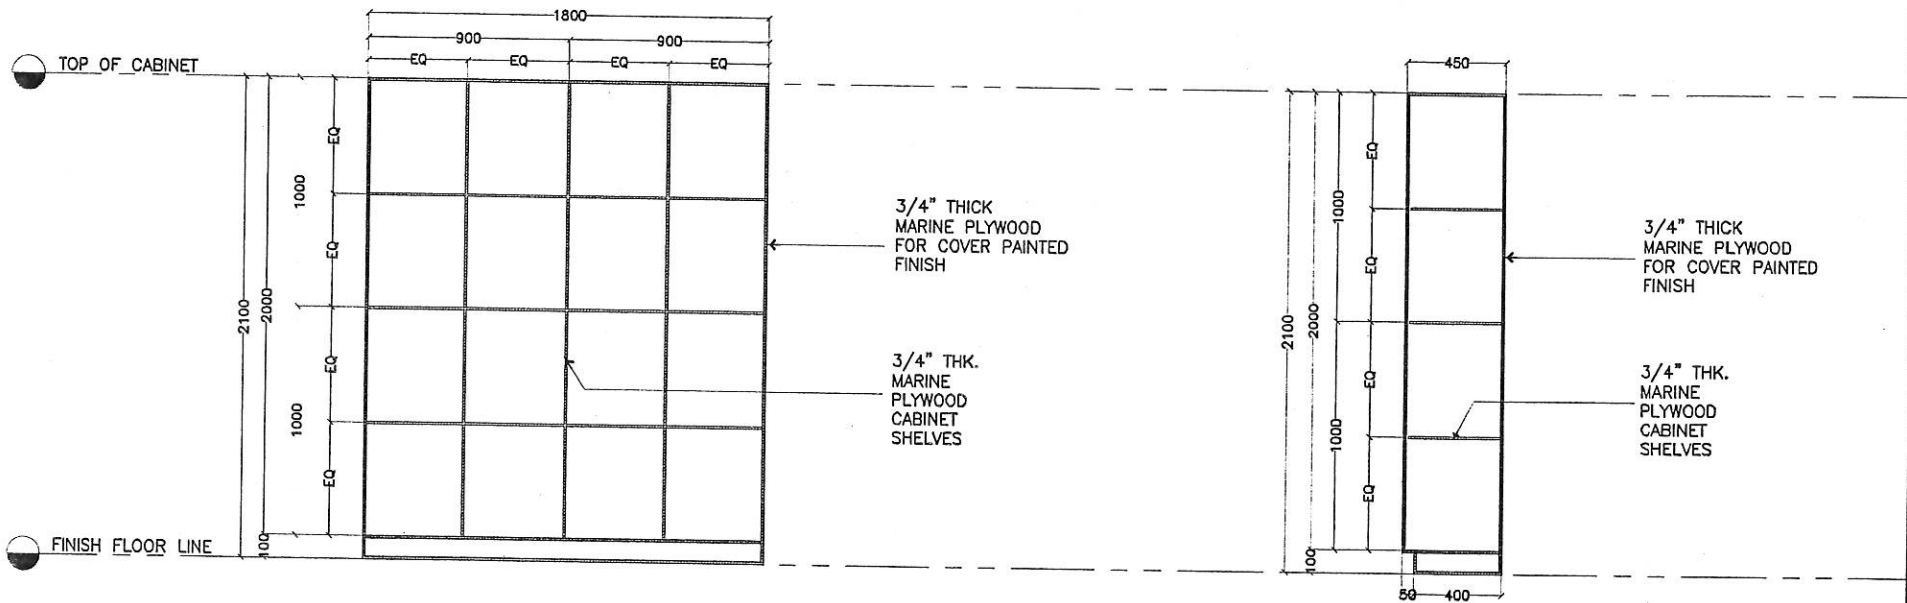 1800
900 900
EQ EQ EQ EQ
TOP OF CABINET
EQ
1000
EQ
2100
2000
EQ
1000
EQ
100
FINISH FLOOR LINE
3/4" THICK
MARINE PLYWOOD
FOR COVER PAINTED
FINISH
3/4" THK.
MARINE
PLYWOOD
CABINET
SHELVES
450
EQ
1000
EQ
2100
2000
EQ
1000
EQ
100
50 400
3/4" THICK
MARINE PLYWOOD
FOR COVER PAINTED
FINISH
3/4" THK.
MARINE
PLYWOOD
CABINET
SHELVES